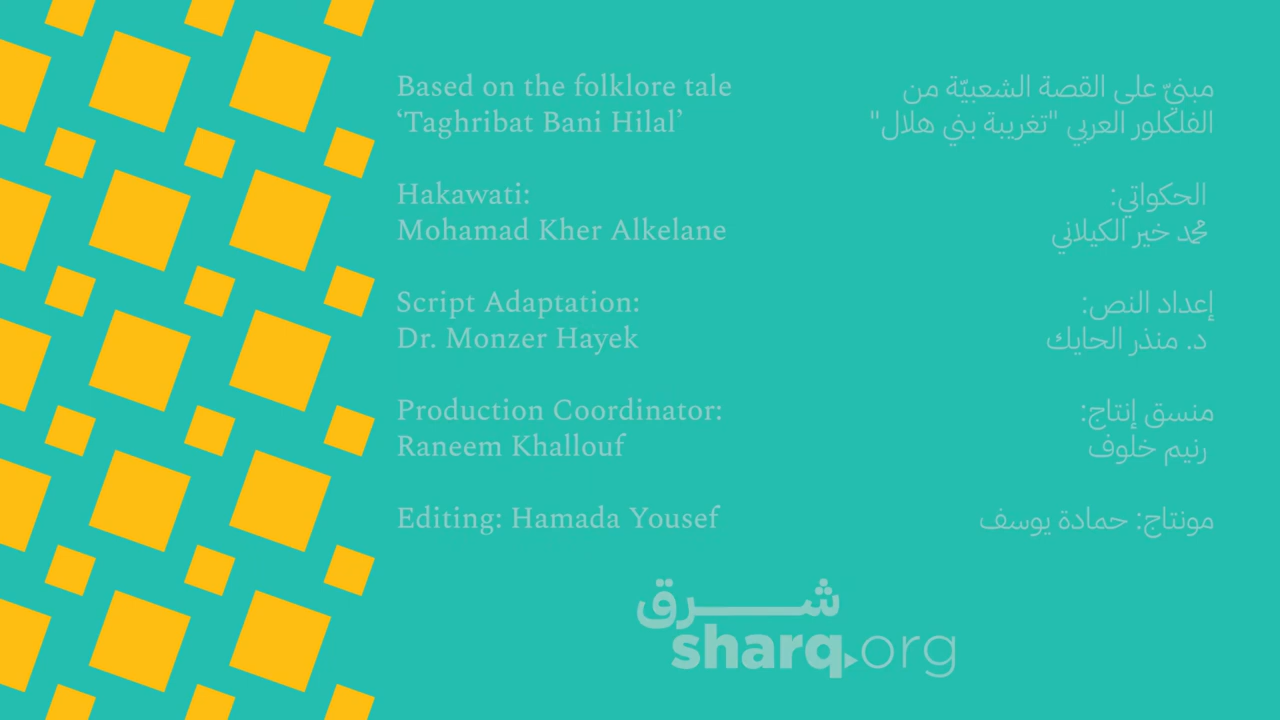 Based on the folklore tale
‘Taghribat Bani Hilal’
Hakawati:
Mohamad Kher Alkelane
Script Adaptation:
Dr. Monzer Hayek
Production Coordinator:
Raneem Khallouf
Editing: Hamada Yousef
مبنيّ على القصة الشعبيّة من
الفلكلور العربي "تغريبة بني هلال"
الحكواتي:
محمد خير الكيلاني
إعداد النص:
د. منذر الحايك
منسق إنتاج:
رنيم خلوف
مونتاج: حمادة يوسف
شرق
sharq.org